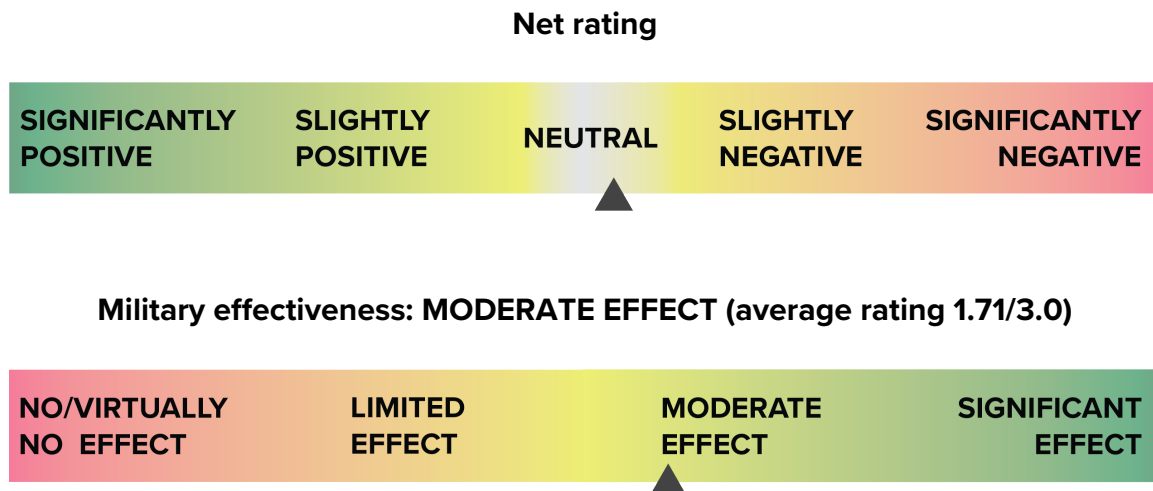 Net rating
SIGNIFICANTLY
POSITIVE
SLIGHTLY
POSITIVE
NEUTRAL
SLIGHTLY
NEGATIVE
SIGNIFICANTLY
NEGATIVE
Military effectiveness: MODERATE EFFECT (average rating 1.71/3.0)
NO/VIRTUALLY
NO EFFECT
LIMITED
EFFECT
MODERATE
EFFECT
SIGNIFICANT
EFFECT